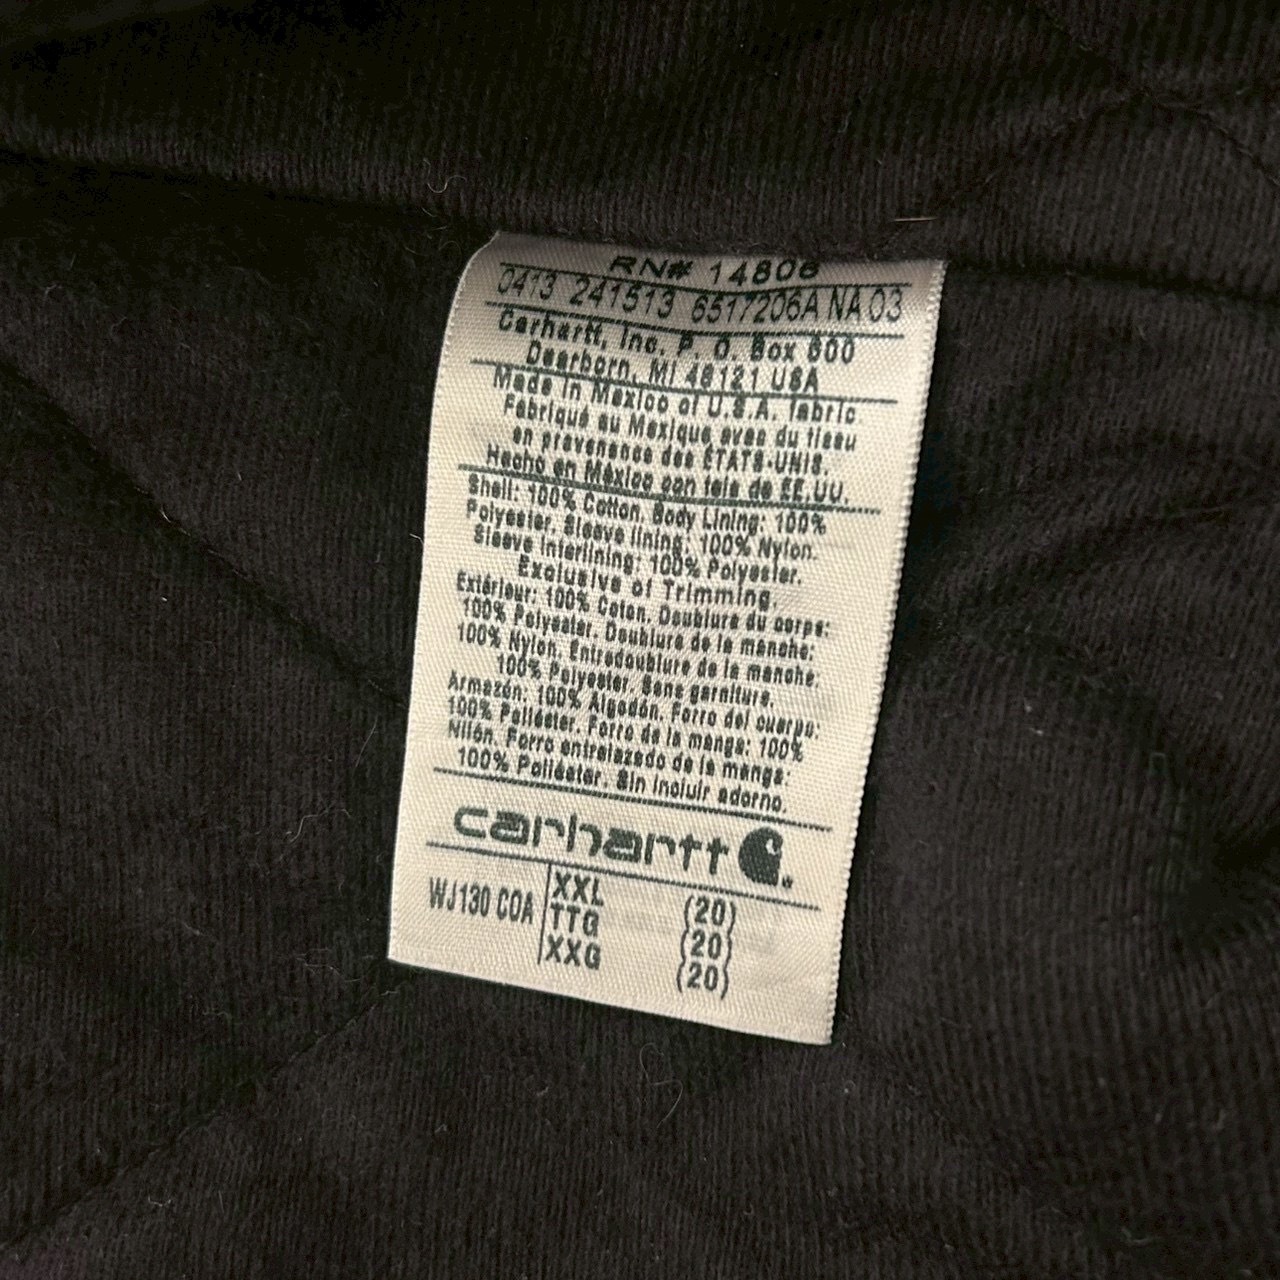 RN# 14806
0413 241513 6517206A NA 03
Carhartt, Inc. P. O. Box 600
Dearborn, MI 48121 USA
Made in Mexico of U.S.A. fabric
Fabriqué au Mexique avec du tissu
en provenance des ÉTATS-UNIS.
Hecho en México con tela de EE.UU.
Shell: 100% Cotton. Body Lining: 100%
Polyester. Sleeve lining: 100% Nylon.
Sleeve Interlining: 100% Polyester.
Exclusive of Trimming.
Extérieur: 100% Coton. Doublure du corps:
100% Polyester. Doublure de la manche:
100% Nylon. Entredoublure de la manche.
100% Polyester. Sans garniture.
Armazón: 100% Algodón. Forro del cuerpo:
100% Poliéster. Forro de la manga: 100%
Nilón. Forro entrelazado de la manga:
100% Poliéster. Sin incluir adorno.
carhartt
WJ130 COA XXL (20)
TTG (20)
XXG (20)